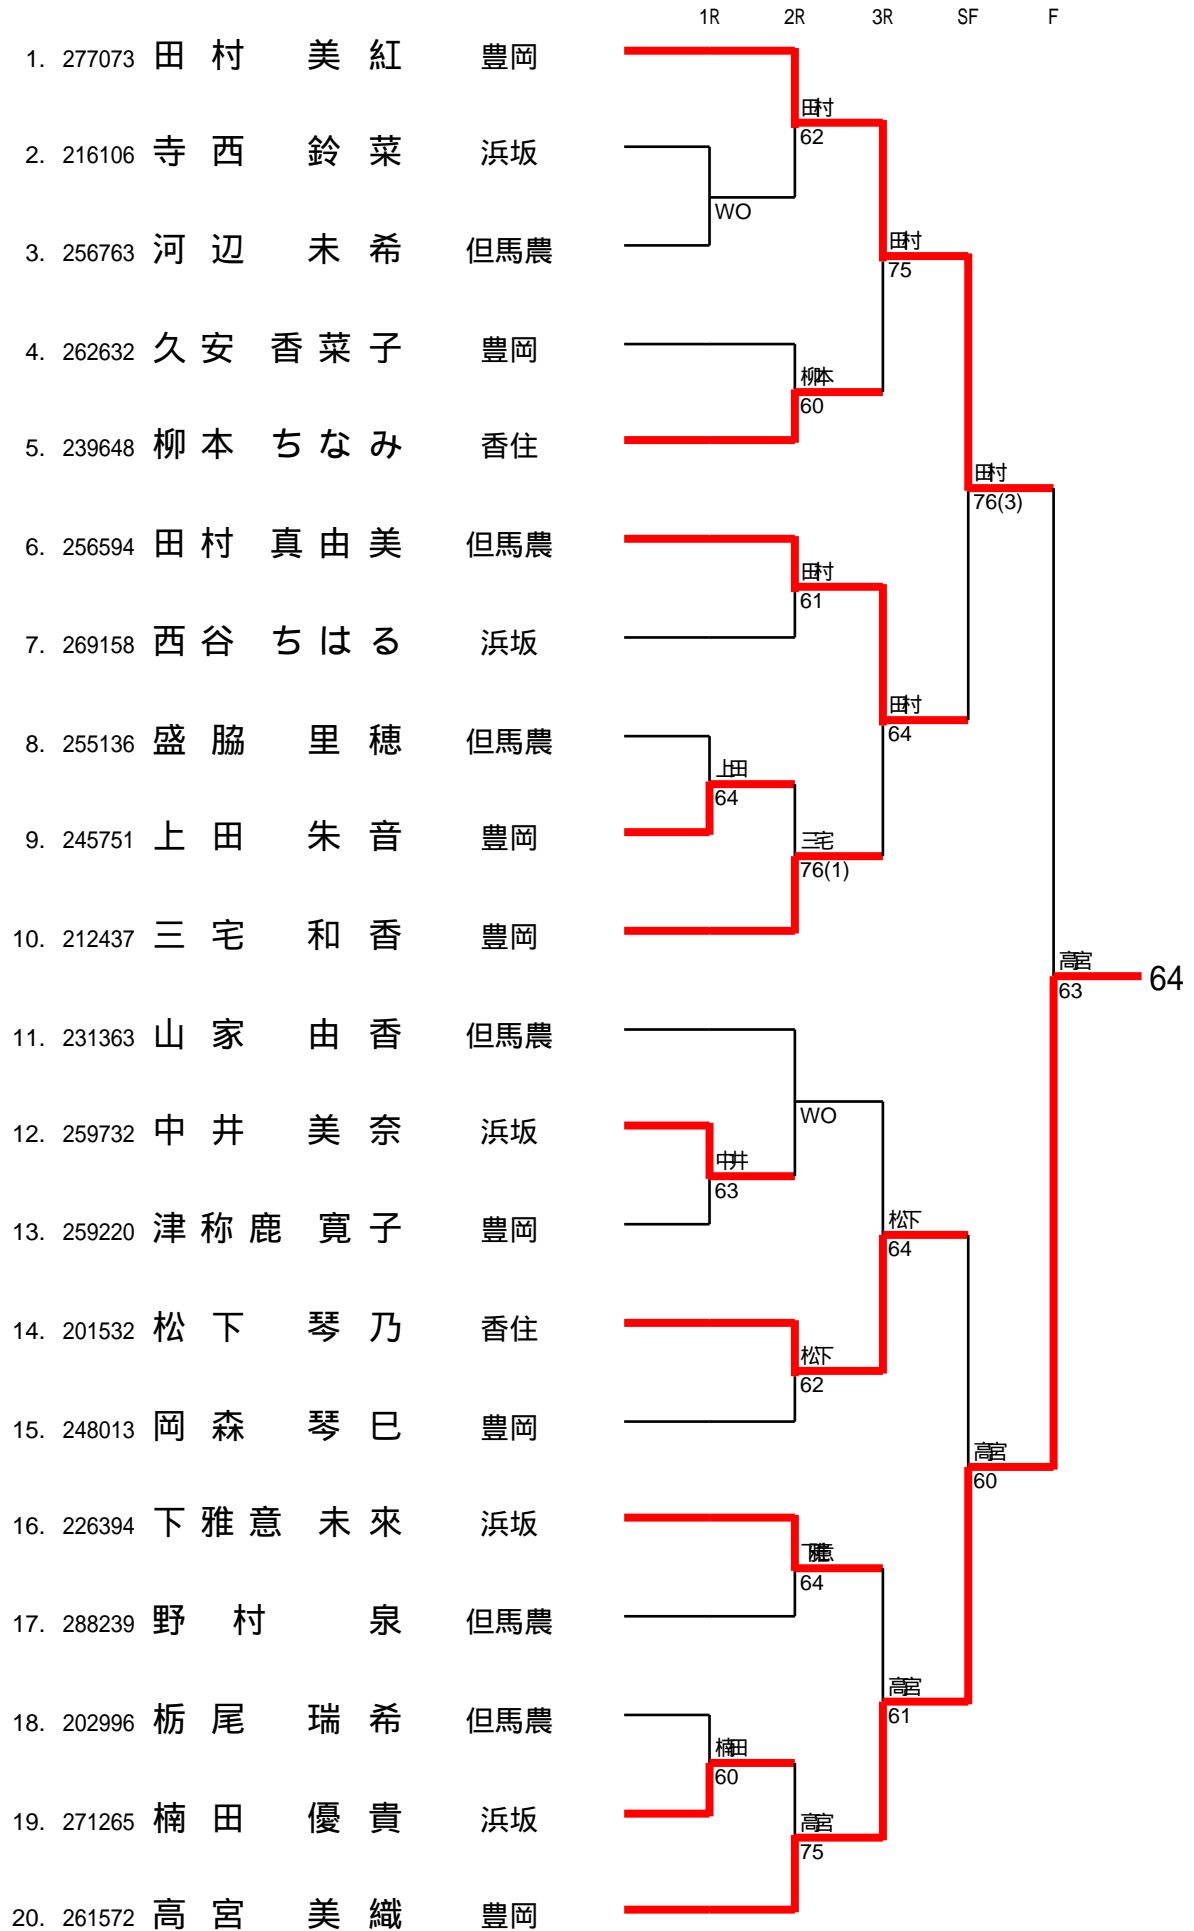 1R 2R 3R SF F
1. 277073 田村 美紅 豊岡
田村
62
2. 216106 寺西 鈴菜 浜坂
WO
3. 256763 河辺 未希 但馬農
田村
75
4. 262632 久安 香菜子 豊岡
柳本
60
5. 239648 柳本 ちなみ 香住
田村
76(3)
6. 256594 田村 真由美 但馬農
田村
61
7. 269158 西谷 ちはる 浜坂
田村
64
8. 255136 盛脇 里穂 但馬農
上田
64
9. 245751 上田 朱音 豊岡
三宅
76(1)
10. 212437 三宅 和香 豊岡
高宮
63
64
11. 231363 山家 由香 但馬農
WO
12. 259732 中井 美奈 浜坂
中井
63
13. 259220 津称鹿 寛子 豊岡
松下
64
14. 201532 松下 琴乃 香住
松下
62
15. 248013 岡森 琴巳 豊岡
高宮
60
16. 226394 下雅意 未來 浜坂
下雅意
64
17. 288239 野村 泉 但馬農
高宮
61
18. 202996 栃尾 瑞希 但馬農
楠田
60
19. 271265 楠田 優貴 浜坂
高宮
75
20. 261572 高宮 美織 豊岡